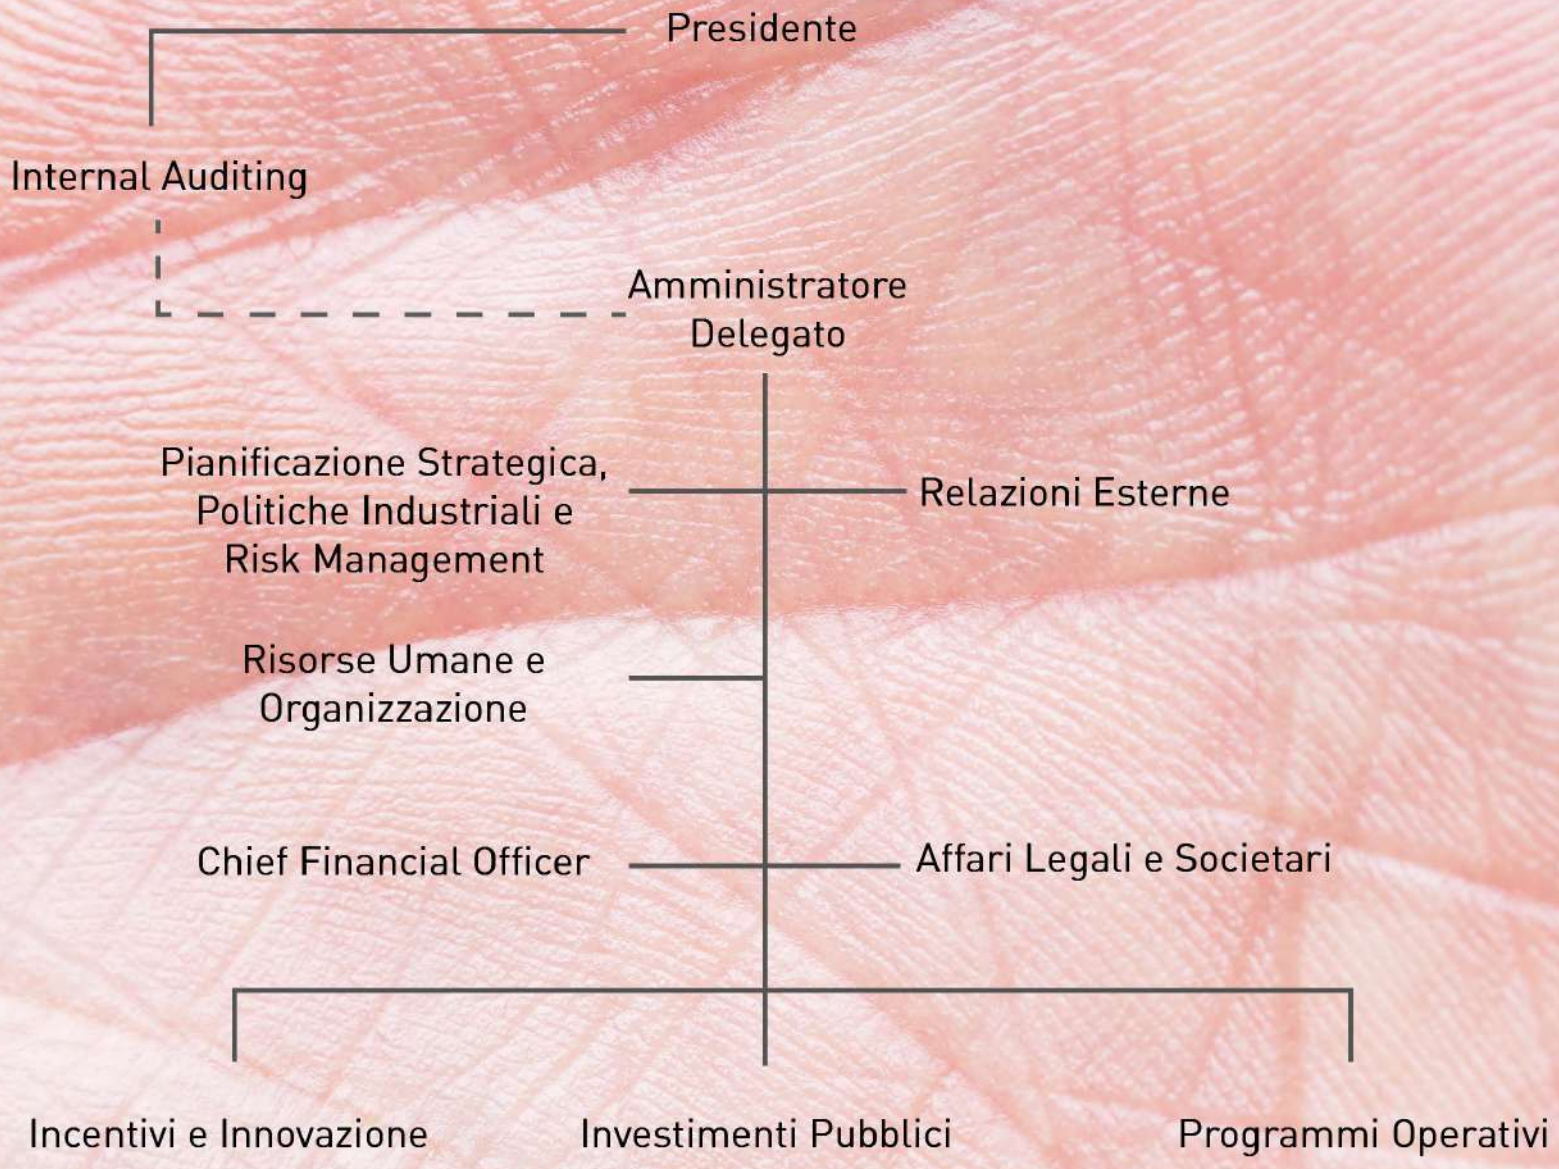 Presidente
Internal Auditing
Amministratore
Delegato
Pianificazione Strategica,
Politiche Industriali e
Risk Management
Relazioni Esterne
Risorse Umane e
Organizzazione
Chief Financial Officer
Affari Legali e Societari
Incentivi e Innovazione
Investimenti Pubblici
Programmi Operativi